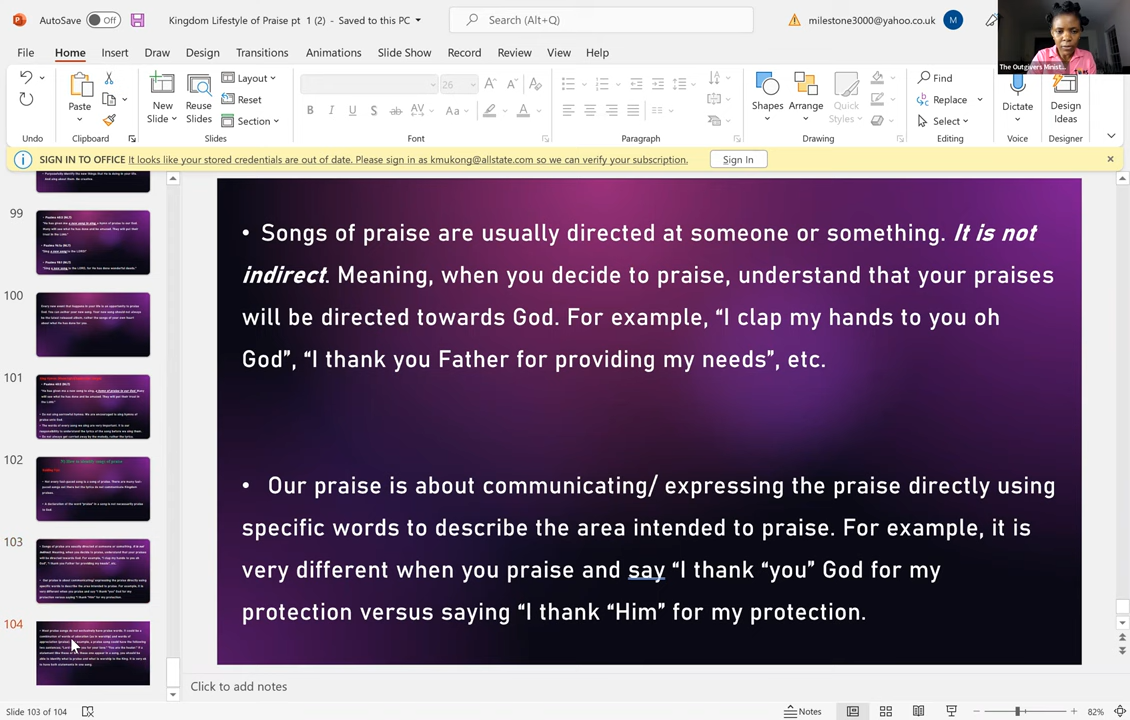 AutoSave Off Kingdom Lifestyle of Praise pt 1 (2) - Saved to this PC Search (Alt+Q) milestone3000@yahoo.co.uk M
The Outgivers Minist...
File Home Insert Draw Design Transitions Animations Slide Show Record Review View Help
Paste New Slide Reuse Slides Layout Reset Section 26 Shapes Arrange Quick Styles Find Replace Select Dictate Design Ideas
Undo Clipboard Slides Font Paragraph Drawing Editing Voice Designer
SIGN IN TO OFFICE It looks like your stored credentials are out of date. Please sign in as kmukong@allstate.com so we can verify your subscription. Sign In
99
100
101
102
103
104
• Songs of praise are usually directed at someone or something. It is not
indirect. Meaning, when you decide to praise, understand that your praises
will be directed towards God. For example, “I clap my hands to you oh
God”, “I thank you Father for providing my needs”, etc.
• Our praise is about communicating/ expressing the praise directly using
specific words to describe the area intended to praise. For example, it is
very different when you praise and say “I thank “you” God for my
protection versus saying “I thank “Him” for my protection.
Click to add notes
Slide 103 of 104 Notes 82%